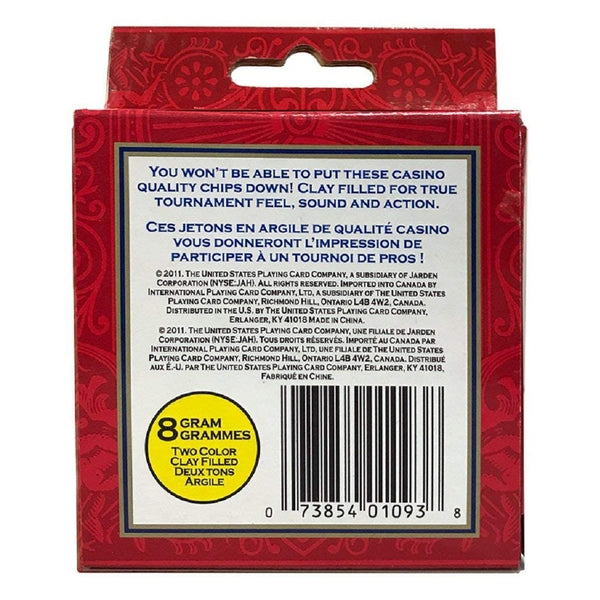 YOU WON'T BE ABLE TO PUT THESE CASINO
QUALITY CHIPS DOWN! CLAY FILLED FOR TRUE
TOURNAMENT FEEL, SOUND AND ACTION.
CES JETONS EN ARGILE DE QUALITÉ CASINO
VOUS DONNERONT L'IMPRESSION DE
PARTICIPER À UN TOURNOI DE PROS !
© 2011. THE UNITED STATES PLAYING CARD COMPANY, A SUBSIDIARY OF JARDEN
CORPORATION (NYSE:JAH). ALL RIGHTS RESERVED. IMPORTED INTO CANADA BY
INTERNATIONAL PLAYING CARD COMPANY, LTD, A SUBSIDIARY OF THE UNITED STATES
PLAYING CARD COMPANY, RICHMOND HILL, ONTARIO L4B 4W2, CANADA.
DISTRIBUTED IN THE U.S. BY THE UNITED STATES PLAYING CARD COMPANY,
ERLANGER, KY 41018 MADE IN CHINA.
© 2011. THE UNITED STATES PLAYING CARD COMPANY, UNE FILIALE DE JARDEN
CORPORATION (NYSE:JAH). TOUS DROITS RÉSERVÉS. IMPORTÉ AU CANADA PAR
INTERNATIONAL PLAYING CARD COMPANY, LTD, UNE FILIALE DE THE UNITED STATES
PLAYING CARD COMPANY, RICHMOND HILL, ONTARIO L4B 4W2, CANADA. DISTRIBUÉ
AUX É.-U. PAR THE UNITED STATES PLAYING CARD COMPANY, ERLANGER, KY 41018,
FABRIQUÉ EN CHINE.
8 GRAM
GRAMMES
TWO COLOR
CLAY FILLED
DEUX TONS
ARGILE
0 73854 01093 8